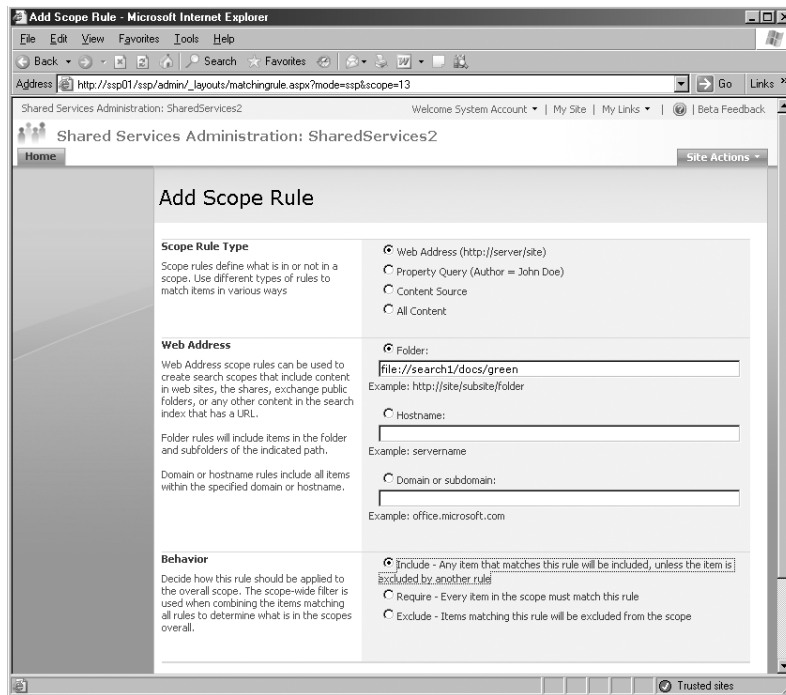 Add Scope Rule - Microsoft Internet Explorer
File Edit View Favorites Tools Help
Back Search Favorites
Address http://ssp01/ssp/admin/_layouts/matchingrule.aspx?mode=ssp&scope=13 Go Links »
Shared Services Administration: SharedServices2 Welcome System Account | My Site | My Links | Beta Feedback
Shared Services Administration: SharedServices2
Home Site Actions
Add Scope Rule
Scope Rule Type
Scope rules define what is in or not in a
scope. Use different types of rules to
match items in various ways
Web Address (http://server/site)
Property Query (Author = John Doe)
Content Source
All Content
Web Address
Web Address scope rules can be used to
create search scopes that include content
in web sites, the shares, exchange public
folders, or any other content in the search
index that has a URL.
Folder rules will include items in the folder
and subfolders of the indicated path.
Domain or hostname rules include all items
within the specified domain or hostname.
Folder:
file://search1/docs/green
Example: http://site/subsite/folder
Hostname:
Example: servername
Domain or subdomain:
Example: office.microsoft.com
Behavior
Decide how this rule should be applied to
the overall scope. The scope-wide filter is
used when combining the items matching
all rules to determine what is in the scopes
overall.
Include - Any item that matches this rule will be included, unless the item is
excluded by another rule
Require - Every item in the scope must match this rule
Exclude - Items matching this rule will be excluded from the scope
Trusted sites